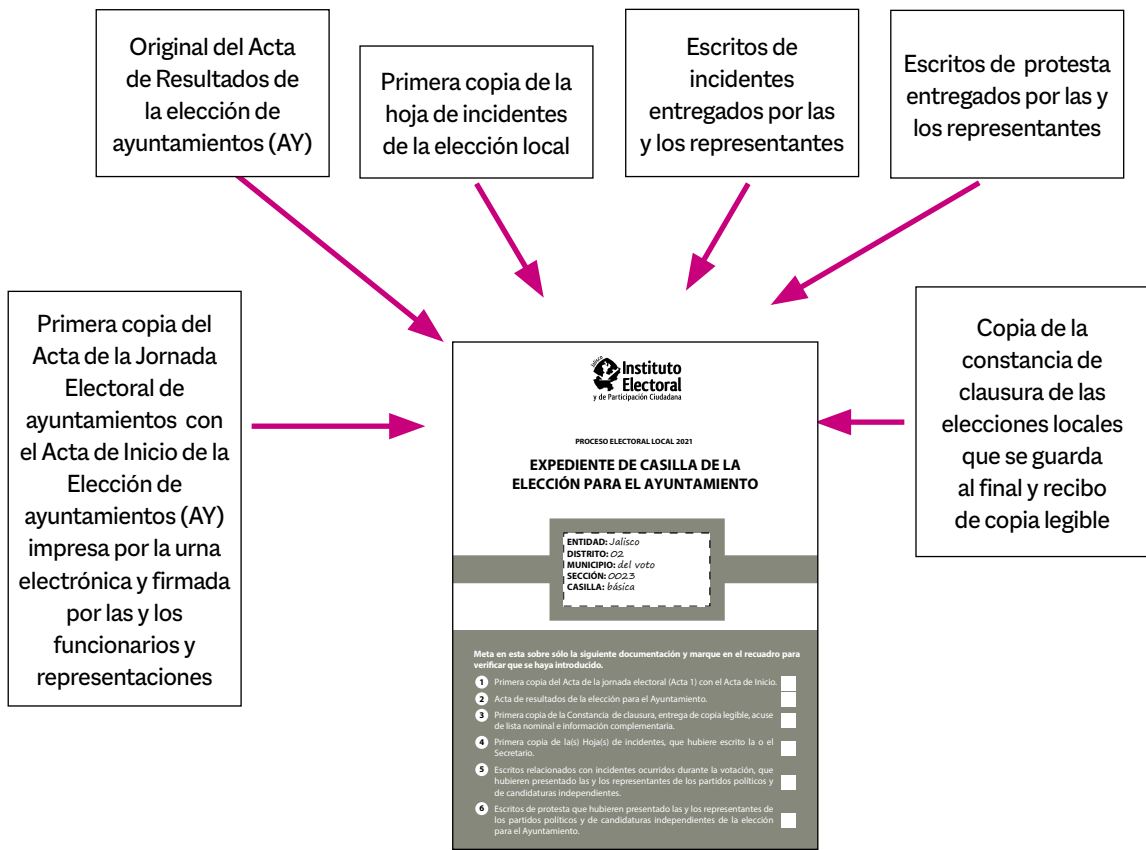 Original del Acta
de Resultados de
la elección de
ayuntamientos (AY)
Primera copia de la
hoja de incidentes
de la elección local
Escritos de
incidentes
entregados por las
y los representantes
Escritos de protesta
entregados por las y
los representantes
Primera copia del
Acta de la Jornada
Electoral de
ayuntamientos con
el Acta de Inicio de la
Elección de
ayuntamientos (AY)
impresa por la urna
electrónica y firmada
por las y los
funcionarios y
representaciones
Copia de la
constancia de
clausura de las
elecciones locales
que se guarda
al final y recibo
de copia legible
Jalisco
Instituto
Electoral
y de Participación Ciudadana
PROCESO ELECTORAL LOCAL 2021
EXPEDIENTE DE CASILLA DE LA
ELECCIÓN PARA EL AYUNTAMIENTO
ENTIDAD: Jalisco
DISTRITO: 02
MUNICIPIO: del voto
SECCIÓN: 0023
CASILLA: básica
Meta en esta sobre sólo la siguiente documentación y marque en el recuadro para
verificar que se haya introducido.
1 Primera copia del Acta de la jornada electoral (Acta 1) con el Acta de Inicio.
2 Acta de resultados de la elección para el Ayuntamiento.
3 Primera copia de la Constancia de clausura, entrega de copia legible, acuse
de lista nominal e información complementaria.
4 Primera copia de la(s) Hoja(s) de incidentes, que hubiere escrito la o el
Secretario.
5 Escritos relacionados con incidentes ocurridos durante la votación, que
hubieren presentado las y los representantes de los partidos políticos y
de candidaturas independientes.
6 Escritos de protesta que hubieren presentado las y los representantes de
los partidos políticos y de candidaturas independientes de la elección
para el Ayuntamiento.